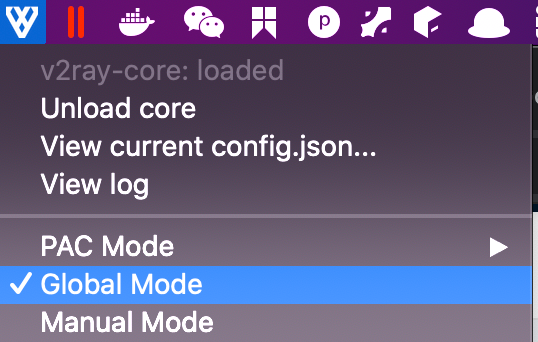 v2ray-core: loaded
Unload core
View current config.json...
View log
PAC Mode
Global Mode
Manual Mode